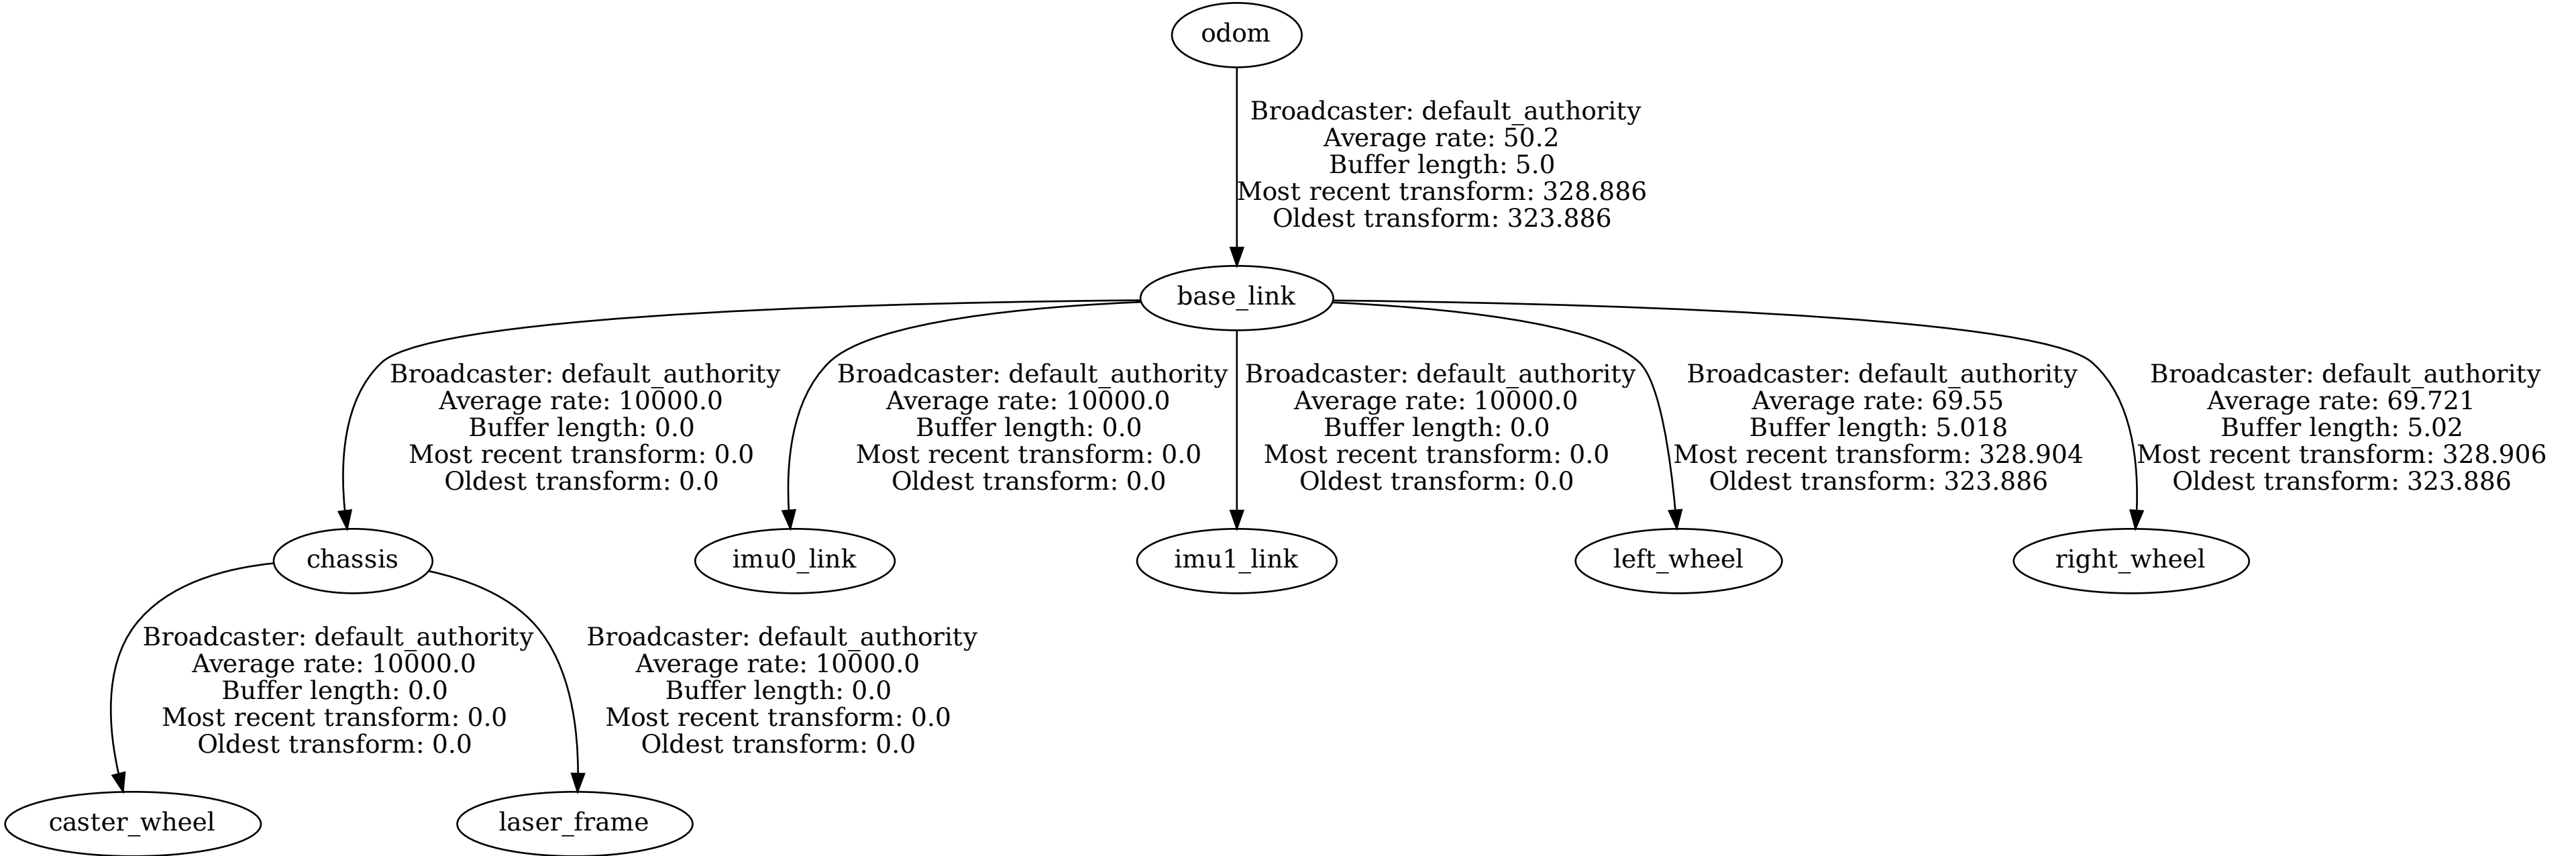 odom
Broadcaster: default_authority
Average rate: 50.2
Buffer length: 5.0
Most recent transform: 328.886
Oldest transform: 323.886
base_link
Broadcaster: default_authority
Average rate: 10000.0
Buffer length: 0.0
Most recent transform: 0.0
Oldest transform: 0.0
Broadcaster: default_authority
Average rate: 10000.0
Buffer length: 0.0
Most recent transform: 0.0
Oldest transform: 0.0
Broadcaster: default_authority
Average rate: 10000.0
Buffer length: 0.0
Most recent transform: 0.0
Oldest transform: 0.0
Broadcaster: default_authority
Average rate: 69.55
Buffer length: 5.018
Most recent transform: 328.904
Oldest transform: 323.886
Broadcaster: default_authority
Average rate: 69.721
Buffer length: 5.02
Most recent transform: 328.906
Oldest transform: 323.886
chassis
imu0_link
imu1_link
left_wheel
right_wheel
Broadcaster: default_authority
Average rate: 10000.0
Buffer length: 0.0
Most recent transform: 0.0
Oldest transform: 0.0
Broadcaster: default_authority
Average rate: 10000.0
Buffer length: 0.0
Most recent transform: 0.0
Oldest transform: 0.0
caster_wheel
laser_frame